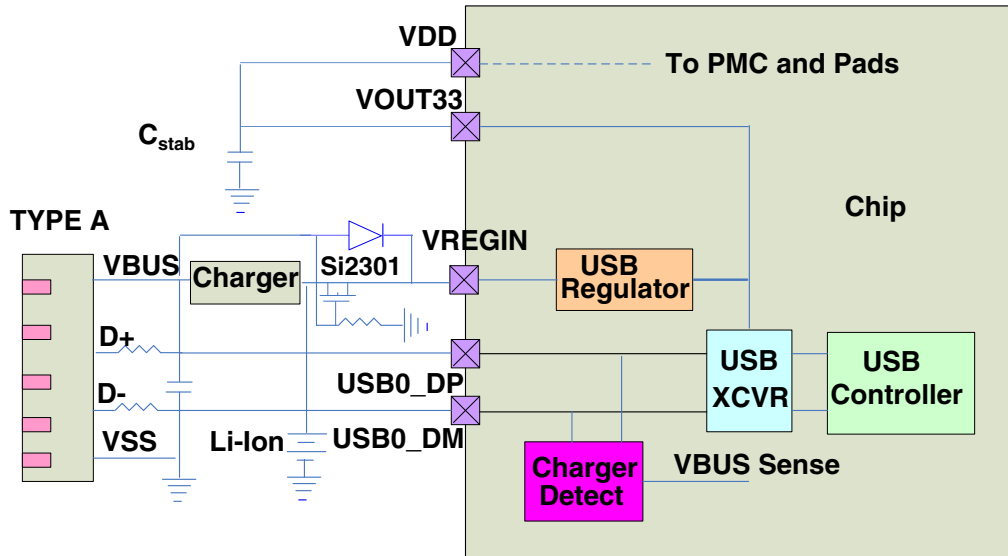 VDD
To PMC and Pads
VOUT33
Cstab
Chip
TYPE A
VREGIN
VBUS
Charger
Si2301
USB
Regulator
D+
USB0_DP
USB
XCVR
USB
Controller
D-
VSS
Li-Ion
USB0_DM
Charger
Detect
VBUS Sense